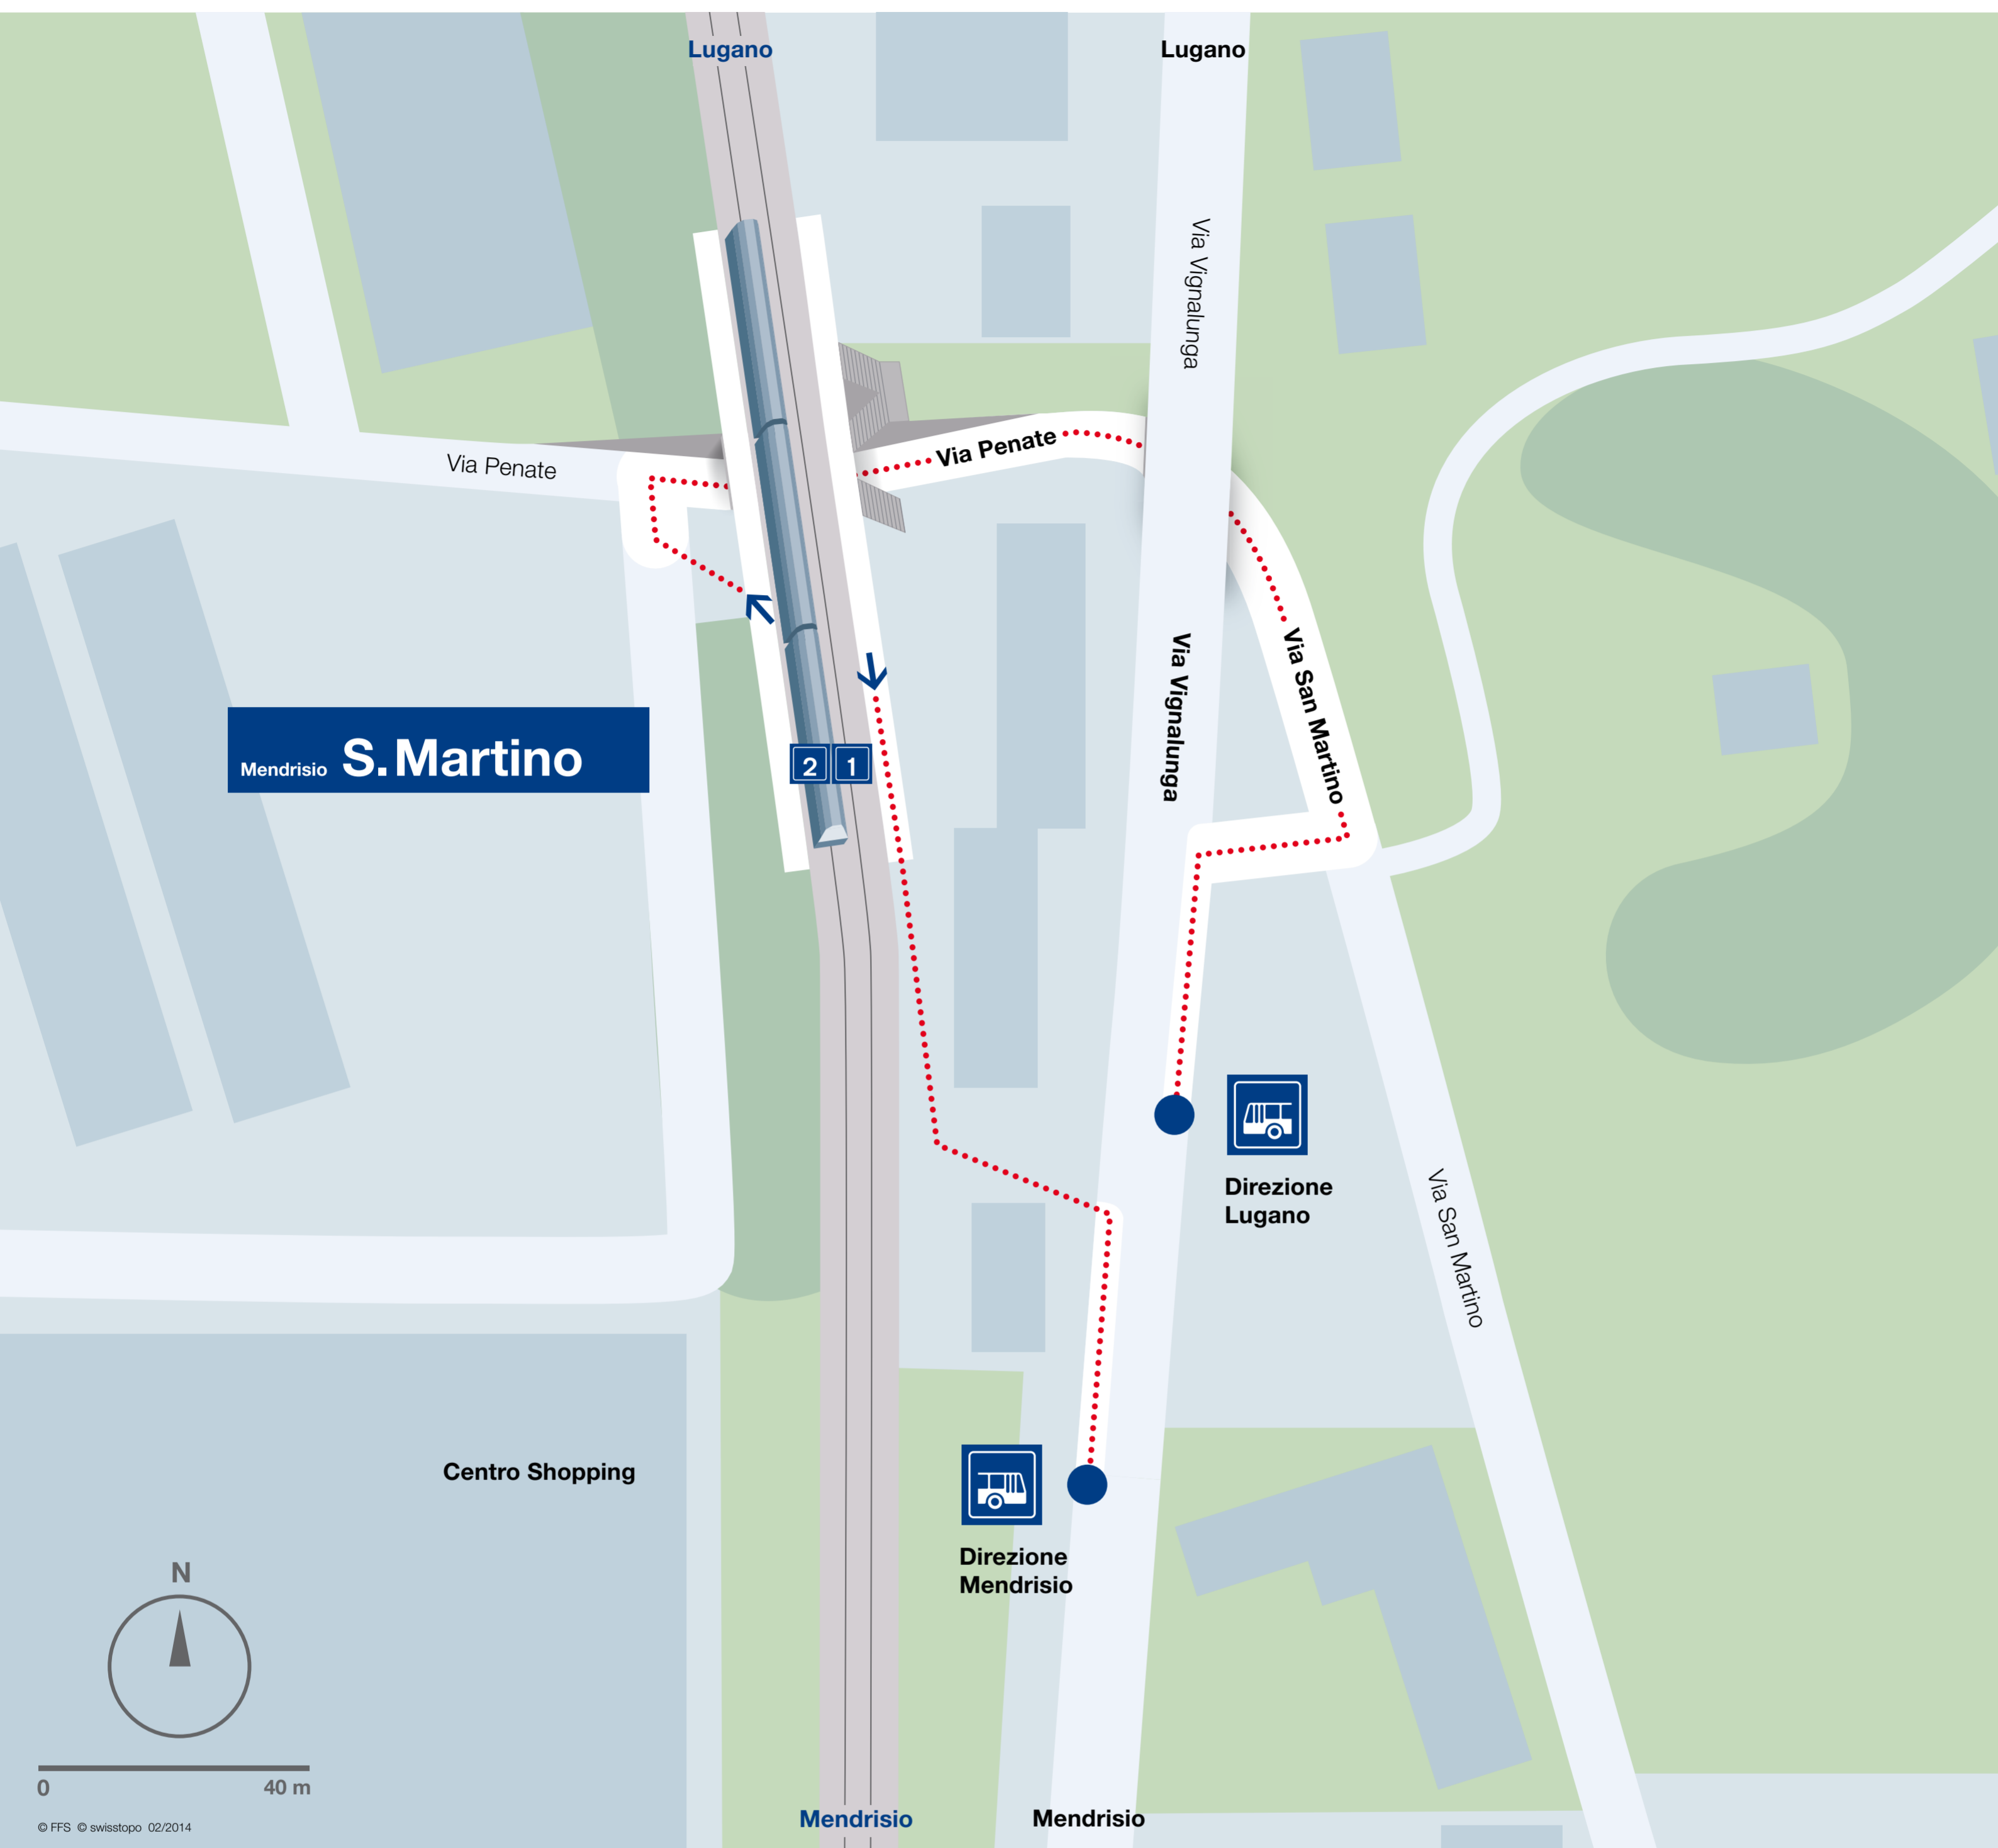 Lugano
Lugano
Via Vignalunga
Via Penate
Via Penate
Via Vignalunga
Via San Martino
Mendrisio S. Martino
2 1
Direzione
Lugano
Via San Martino
Centro Shopping
Direzione
Mendrisio
N
0 40 m
Mendrisio
Mendrisio
© FFS © swisstopo 02/2014